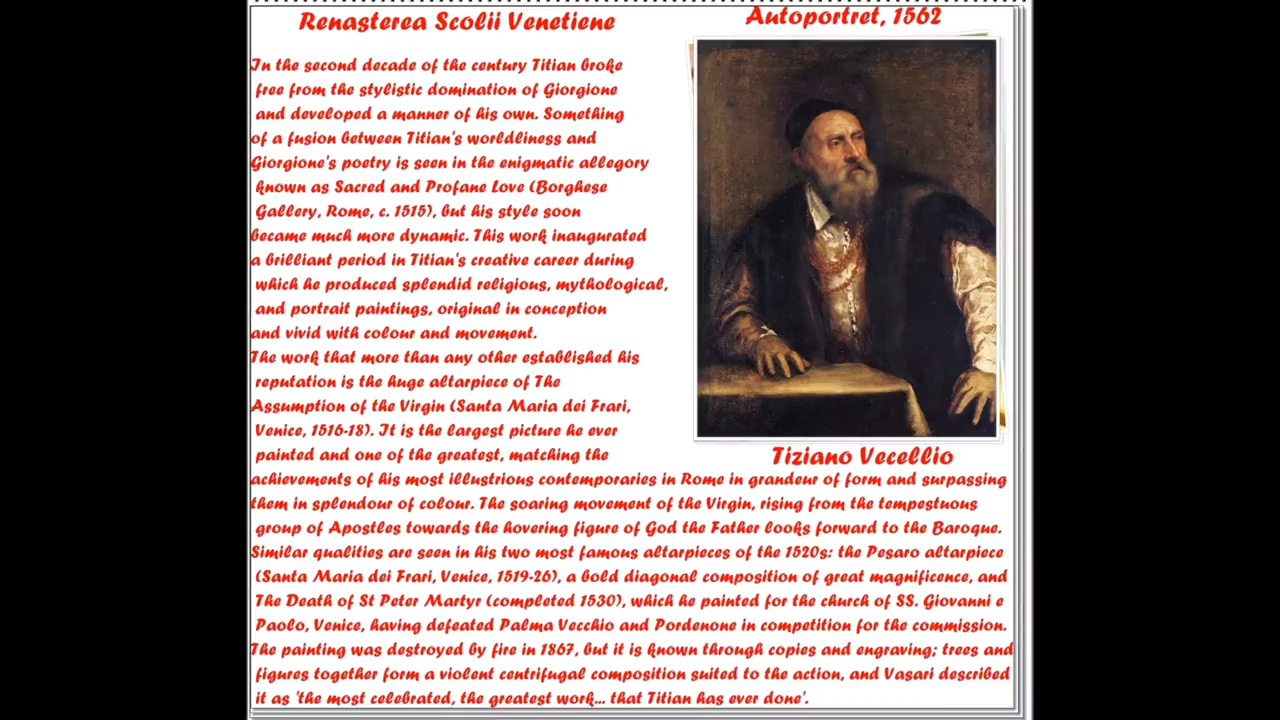 Renasterea Scolii Venetiene
Autoportret, 1562
In the second decade of the century Titian broke
free from the stylistic domination of Giorgione
and developed a manner of his own. Something
of a fusion between Titian's worldliness and
Giorgione's poetry is seen in the enigmatic allegory
known as Sacred and Profane Love (Borghese
Gallery, Rome, c. 1515), but his style soon
became much more dynamic. This work inaugurated
a brilliant period in Titian's creative career during
which he produced splendid religious, mythological,
and portrait paintings, original in conception
and vivid with colour and movement.
The work that more than any other established his
reputation is the huge altarpiece of The
Assumption of the Virgin (Santa Maria dei Frari,
Venice, 1516-18). It is the largest picture he ever
painted and one of the greatest, matching the
Tiziano Vecellio
achievements of his most illustrious contemporaries in Rome in grandeur of form and surpassing
them in splendour of colour. The soaring movement of the Virgin, rising from the tempestuous
group of Apostles towards the hovering figure of God the Father looks forward to the Baroque.
Similar qualities are seen in his two most famous altarpieces of the 1520s: the Pesaro altarpiece
(Santa Maria dei Frari, Venice, 1519-26), a bold diagonal composition of great magnificence, and
The Death of St Peter Martyr (completed 1530), which he painted for the church of SS. Giovanni e
Paolo, Venice, having defeated Palma Vecchio and Pordenone in competition for the commission.
The painting was destroyed by fire in 1867, but it is known through copies and engraving; trees and
figures together form a violent centrifugal composition suited to the action, and Vasari described
it as 'the most celebrated, the greatest work... that Titian has ever done'.